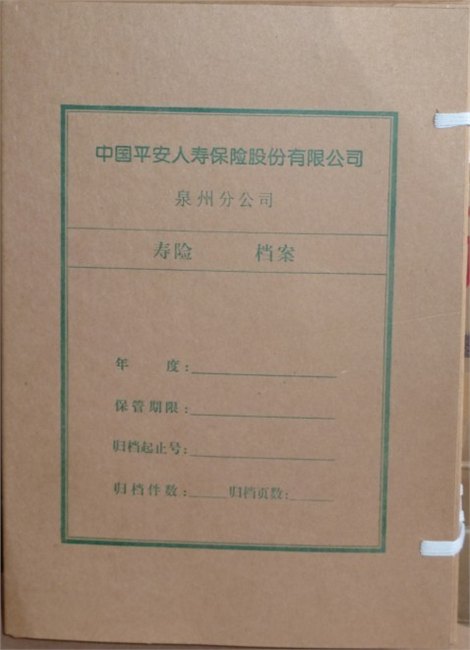 中国平安人寿保险股份有限公司
泉州分公司
寿险 档案
年 度:
保管期限:
归档起止号:
归档件数: 归档页数: